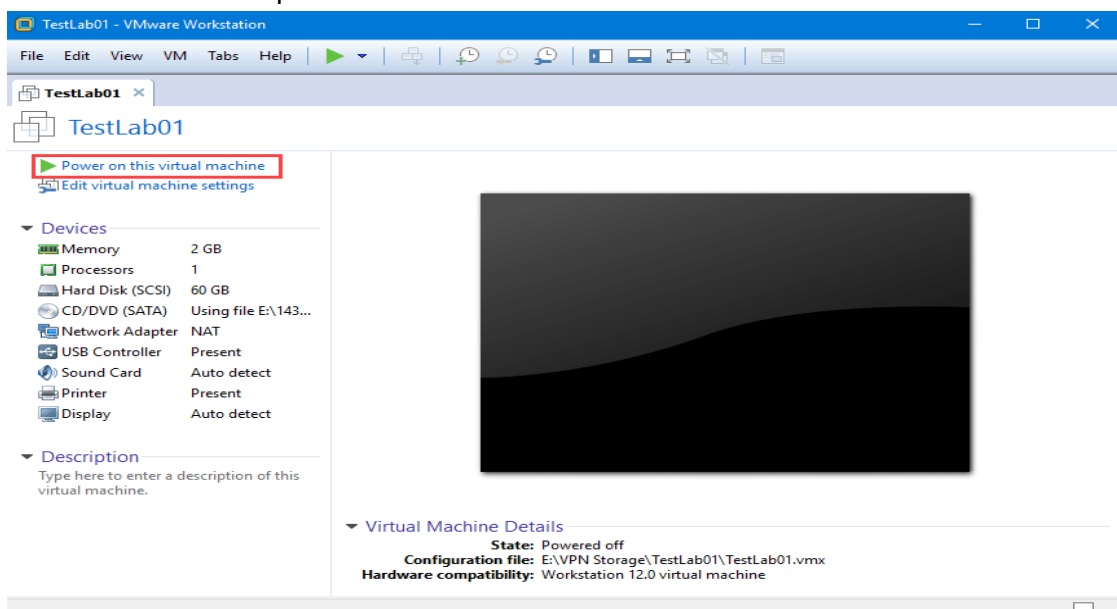 TestLab01 - VMware Workstation
File Edit View VM Tabs Help
TestLab01
TestLab01
Power on this virtual machine
Edit virtual machine settings
Devices
Memory 2 GB
Processors 1
Hard Disk (SCSI) 60 GB
CD/DVD (SATA) Using file E:\143...
Network Adapter NAT
USB Controller Present
Sound Card Auto detect
Printer Present
Display Auto detect
Description
Type here to enter a description of this
virtual machine.
Virtual Machine Details
State: Powered off
Configuration file: E:\VPN Storage\TestLab01\TestLab01.vmx
Hardware compatibility: Workstation 12.0 virtual machine